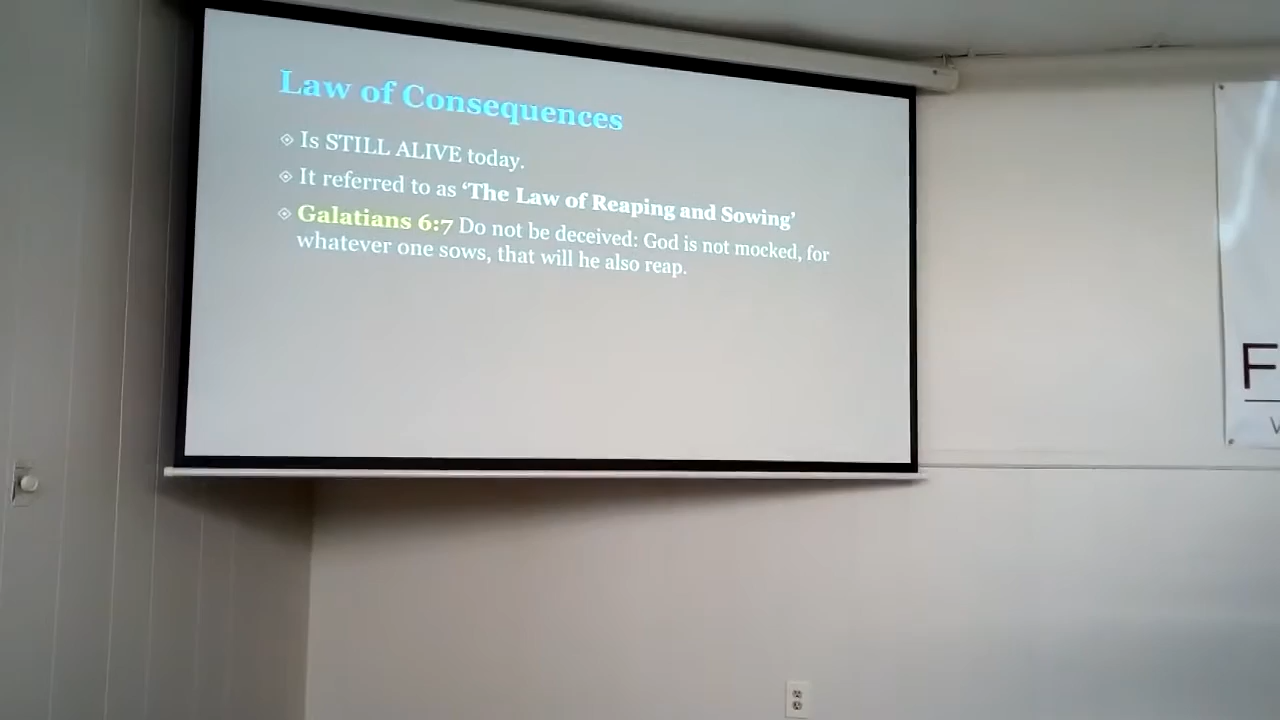 Law of Consequences
Is STILL ALIVE today.
It referred to as ‘The Law of Reaping and Sowing’
Galatians 6:7 Do not be deceived: God is not mocked, for
whatever one sows, that will he also reap.
F